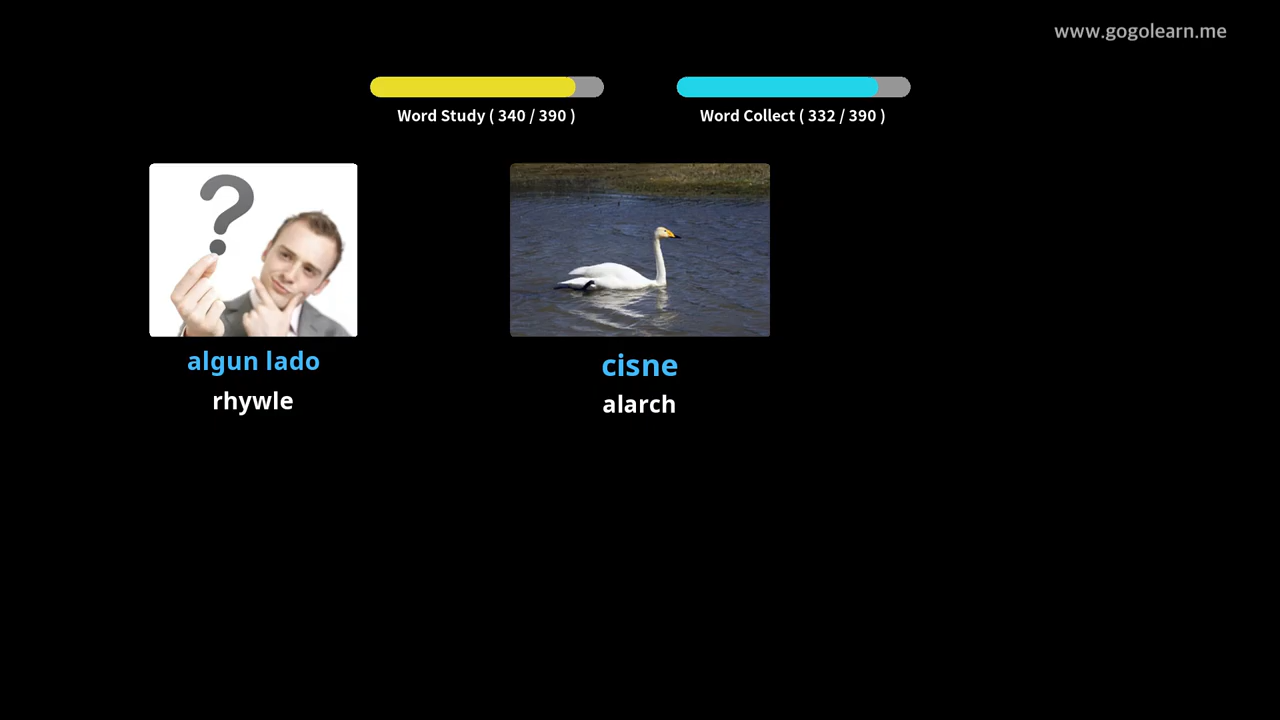 www.gogolearn.me
Word Study ( 340 / 390 )
Word Collect ( 332 / 390 )
algun lado
rhywle
cisne
alarch